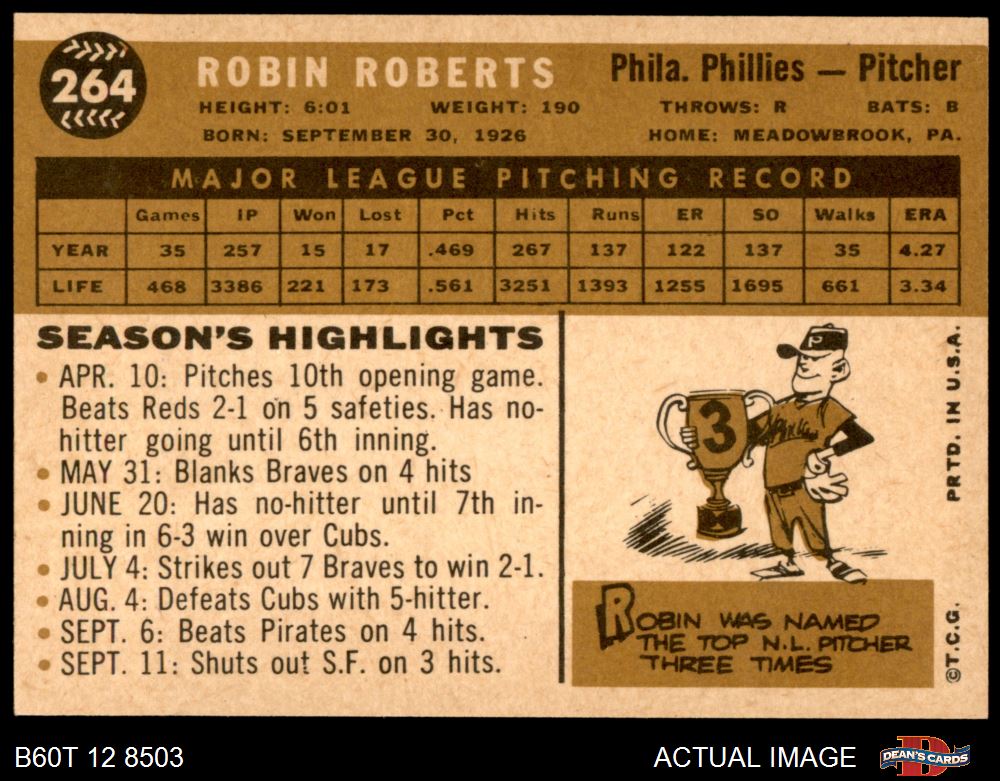 264
ROBIN ROBERTS
Phila. Phillies — Pitcher
HEIGHT: 6:01 WEIGHT: 190 THROWS: R BATS: B
BORN: SEPTEMBER 30, 1926 HOME: MEADOWBROOK, PA.
MAJOR LEAGUE PITCHING RECORD
Games IP Won Lost Pct Hits Runs ER SO Walks ERA
YEAR 35 257 15 17 .469 267 137 122 137 35 4.27
LIFE 468 3386 221 173 .561 3251 1393 1255 1695 661 3.34
SEASON'S HIGHLIGHTS
• APR. 10: Pitches 10th opening game.
Beats Reds 2-1 on 5 safeties. Has no-
hitter going until 6th inning.
• MAY 31: Blanks Braves on 4 hits
• JUNE 20: Has no-hitter until 7th in-
ning in 6-3 win over Cubs.
• JULY 4: Strikes out 7 Braves to win 2-1.
• AUG. 4: Defeats Cubs with 5-hitter.
• SEPT. 6: Beats Pirates on 4 hits.
• SEPT. 11: Shuts out S.F. on 3 hits.
P
3
ROBIN WAS NAMED
THE TOP N.L. PITCHER
THREE TIMES
©T.C.G. PRTD. IN U.S.A.
B60T 12 8503
ACTUAL IMAGE
DEAN'S CARDS